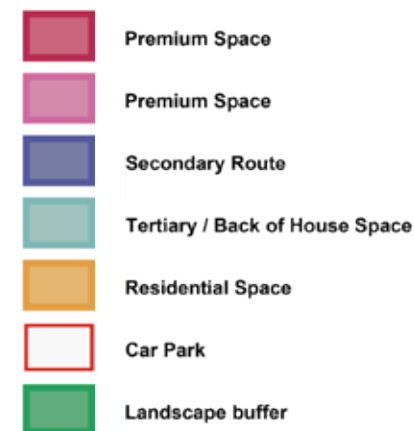 Premium Space
Premium Space
Secondary Route
Tertiary / Back of House Space
Residential Space
Car Park
Landscape buffer